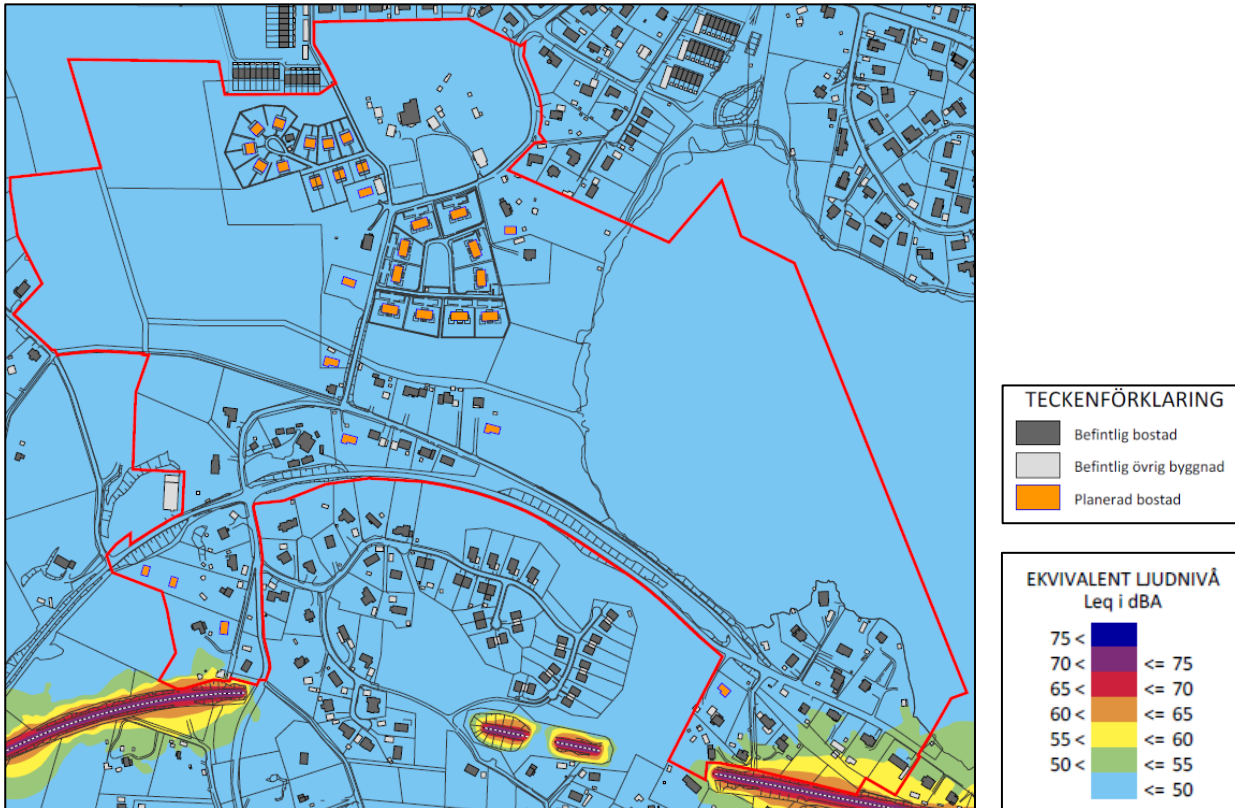 TECKENFÖRKLARING
Befintlig bostad
Befintlig övrig byggnad
Planerad bostad
EKVIVALENT LJUDNIVÅ
Leq i dBA
75 <
70 < <= 75
65 < <= 70
60 < <= 65
55 < <= 60
50 < <= 55
<= 50